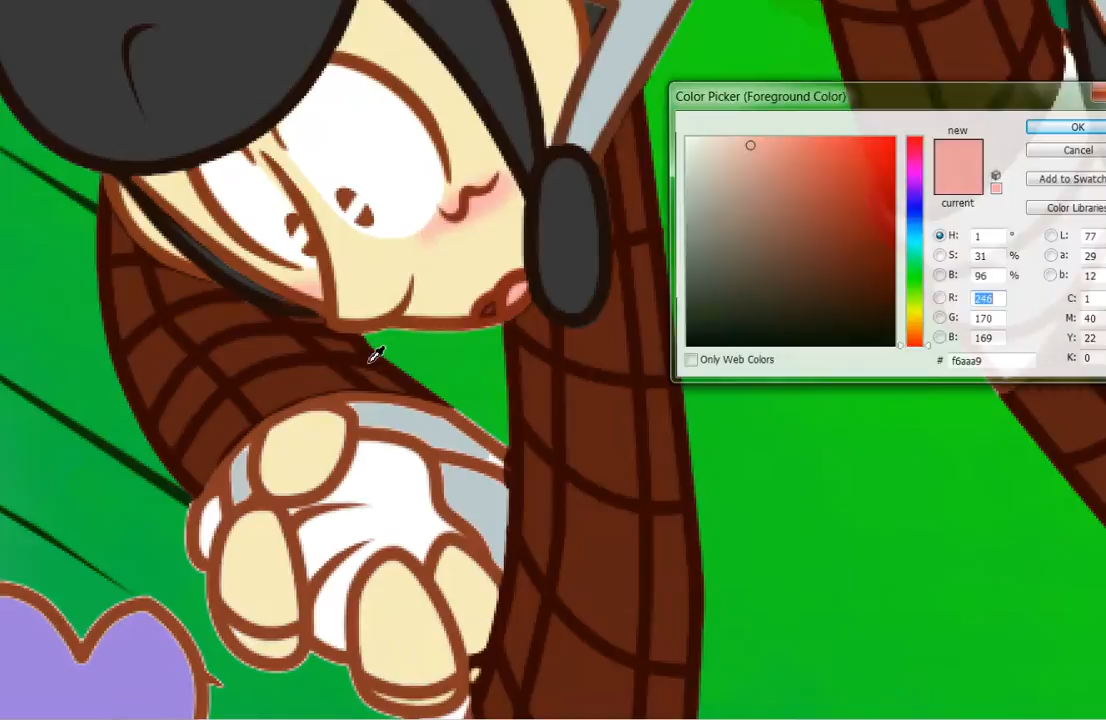 Color Picker (Foreground Color)
new
OK
Cancel
Add to Swatch
current
Color Libraries
H: 1 °
L: 77
S: 31 %
a: 29
B: 96 %
b: 12
R: 246
C: 1
G: 170
M: 40
B: 169
Y: 22
Only Web Colors
# f6aaa9
K: 0